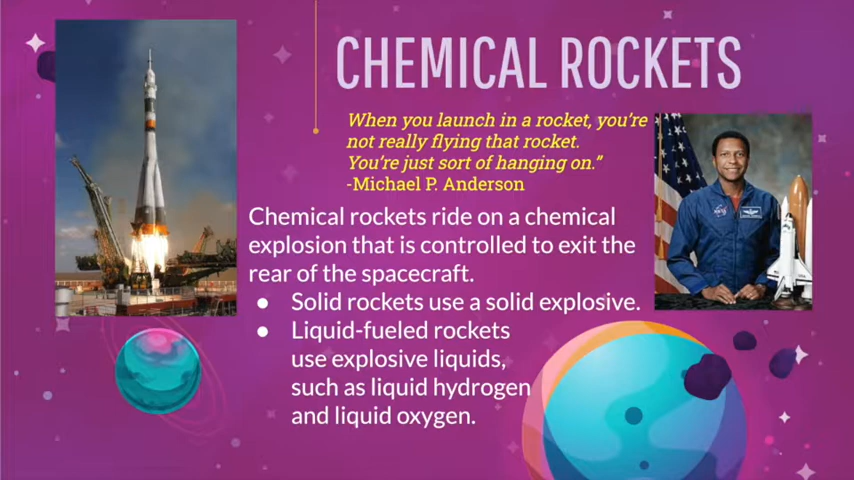 CHEMICAL ROCKETS
When you launch in a rocket, you're
not really flying that rocket.
You're just sort of hanging on."
-Michael P. Anderson
Chemical rockets ride on a chemical
explosion that is controlled to exit the
rear of the spacecraft.
● Solid rockets use a solid explosive.
● Liquid-fueled rockets
use explosive liquids,
such as liquid hydrogen
and liquid oxygen.